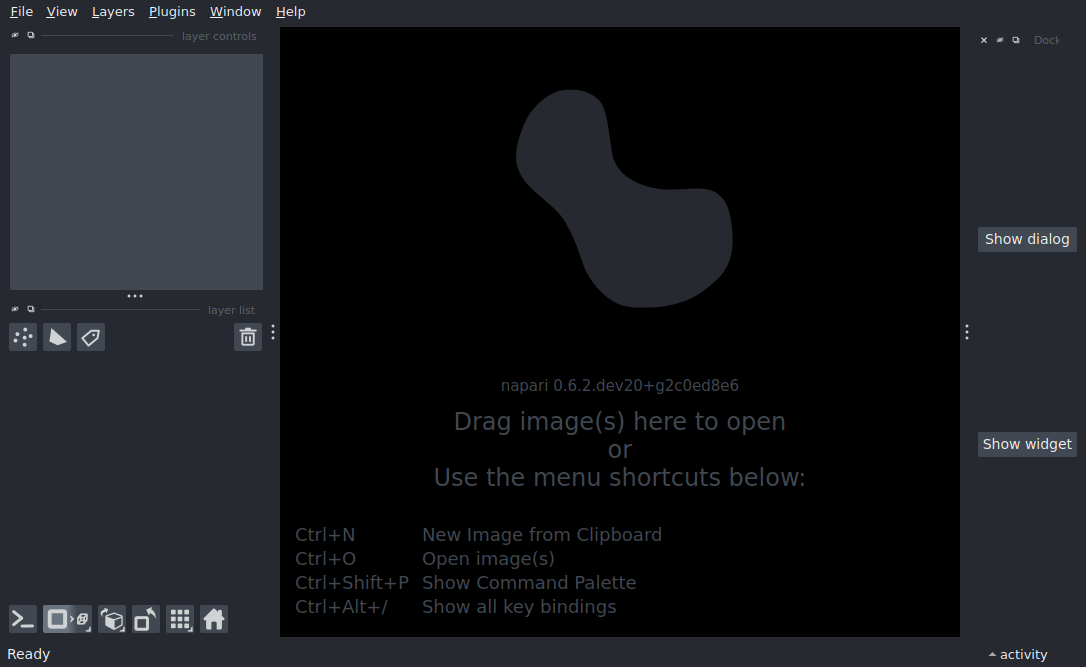 File View Layers Plugins Window Help
layer controls
Dock
layer list
Show dialog
Show widget
napari 0.6.2.dev20+g2c0ed8e6
Drag image(s) here to open
or
Use the menu shortcuts below:
Ctrl+N New Image from Clipboard
Ctrl+O Open image(s)
Ctrl+Shift+P Show Command Palette
Ctrl+Alt+/ Show all key bindings
Ready
activity